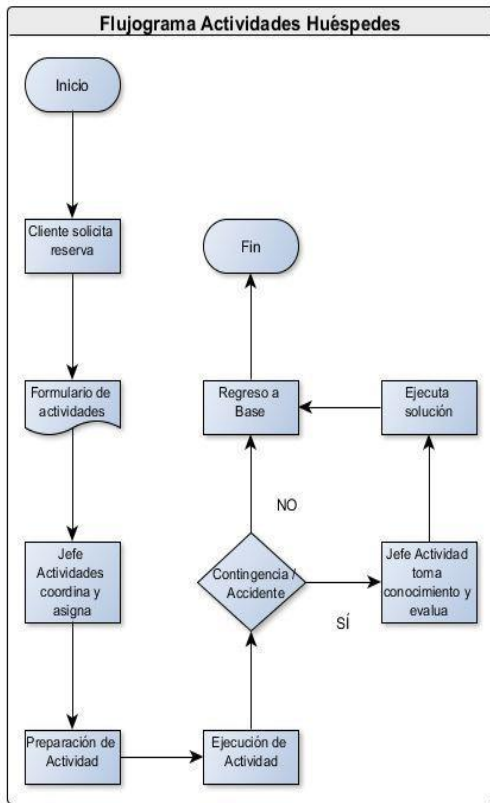 Flujograma Actividades Huéspedes
Inicio
Cliente solicita
reserva
Formulario de
actividades
Jefe
Actividades
coordina y
asigna
Preparación de
Actividad
Ejecución de
Actividad
Contingencia /
Accidente
NO
SÍ
Jefe Actividad
toma
conocimiento y
evalua
Ejecuta
solución
Regreso a
Base
Fin